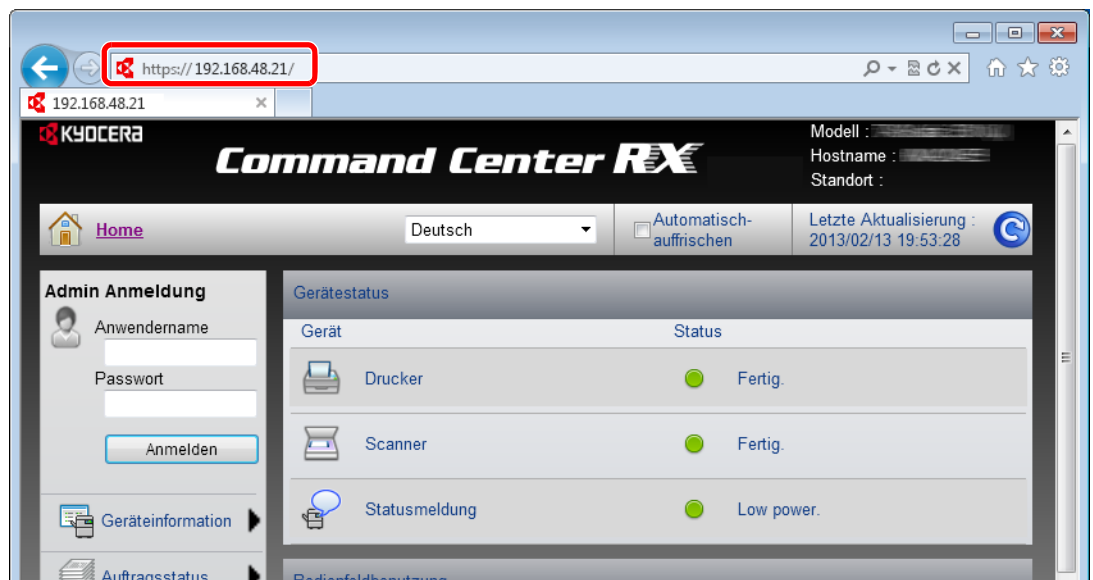 https://192.168.48.21/
192.168.48.21
KYOCERA
Command Center RX
Modell :
Hostname :
Standort :
Home
Deutsch
Automatisch-
auffrischen
Letzte Aktualisierung :
2013/02/13 19:53:28
Admin Anmeldung
Anwendername
Passwort
Anmelden
Geräteinformation
Auftragsstatus
Gerätestatus
Gerät Status
Drucker Fertig.
Scanner Fertig.
Statusmeldung Low power.
Bedienfeldbenutzung